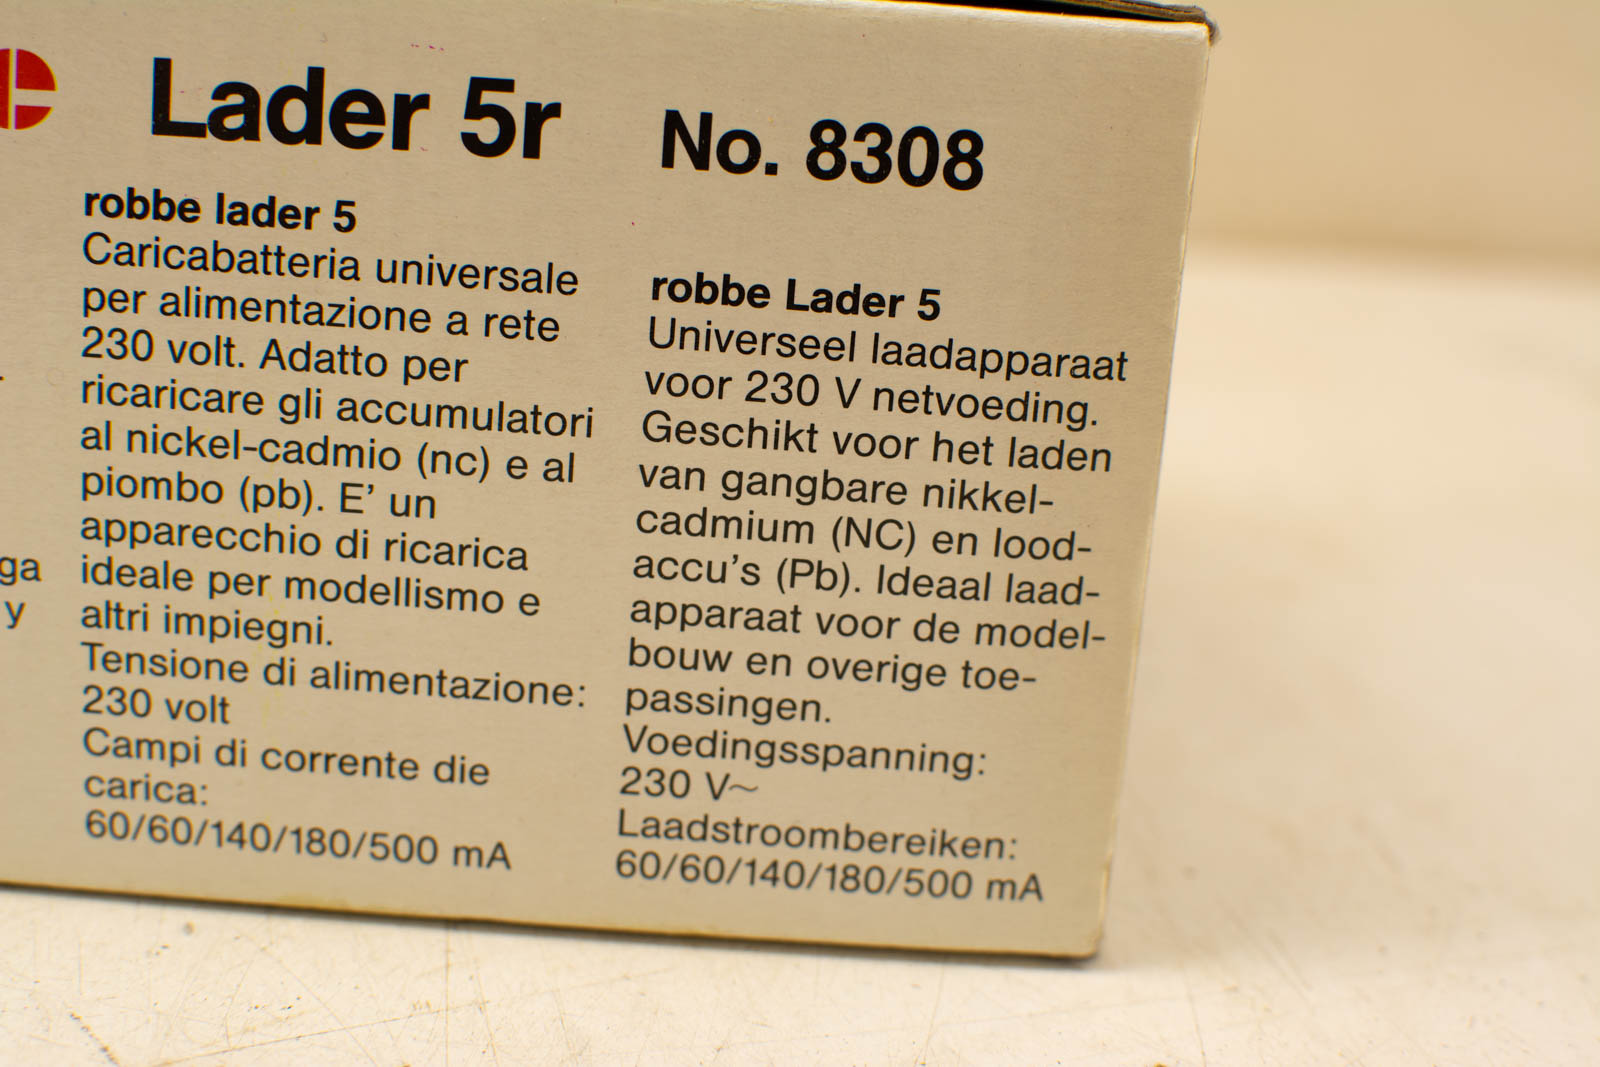 Lader 5r No. 8308
robbe lader 5
Caricabatteria universale
per alimentazione a rete
230 volt. Adatto per
ricaricare gli accumulatori
al nickel-cadmio (nc) e al
piombo (pb). E’ un
apparecchio di ricarica
ideale per modellismo e
altri impiegni.
Tensione di alimentazione:
230 volt
Campi di corrente die
carica:
60/60/140/180/500 mA
robbe Lader 5
Universeel laadapparaat
voor 230 V netvoeding.
Geschikt voor het laden
van gangbare nikkel-
cadmium (NC) en lood-
accu’s (Pb). Ideaal laad-
apparaat voor de model-
bouw en overige toe-
passingen.
Voedingsspanning:
230 V~
Laadstroombereiken:
60/60/140/180/500 mA
y